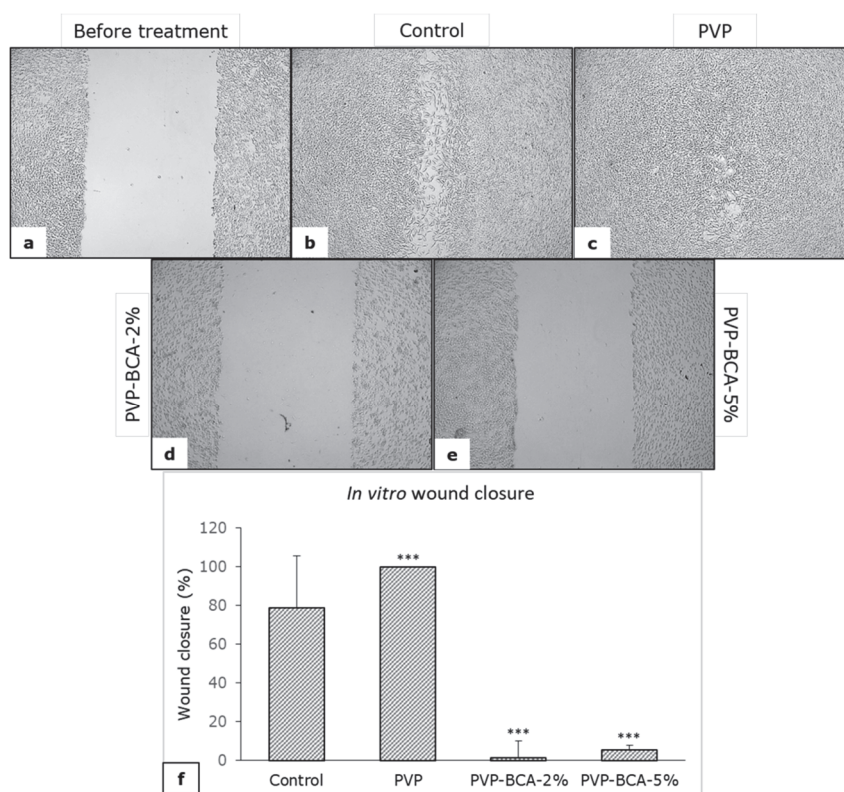 Before treatment
Control
PVP
a
b
c
PVP-BCA-2%
PVP-BCA-5%
d
e
In vitro wound closure
Wound closure (%)
120
100
80
60
40
20
0
***
***
***
Control
PVP
PVP-BCA-2%
PVP-BCA-5%
f